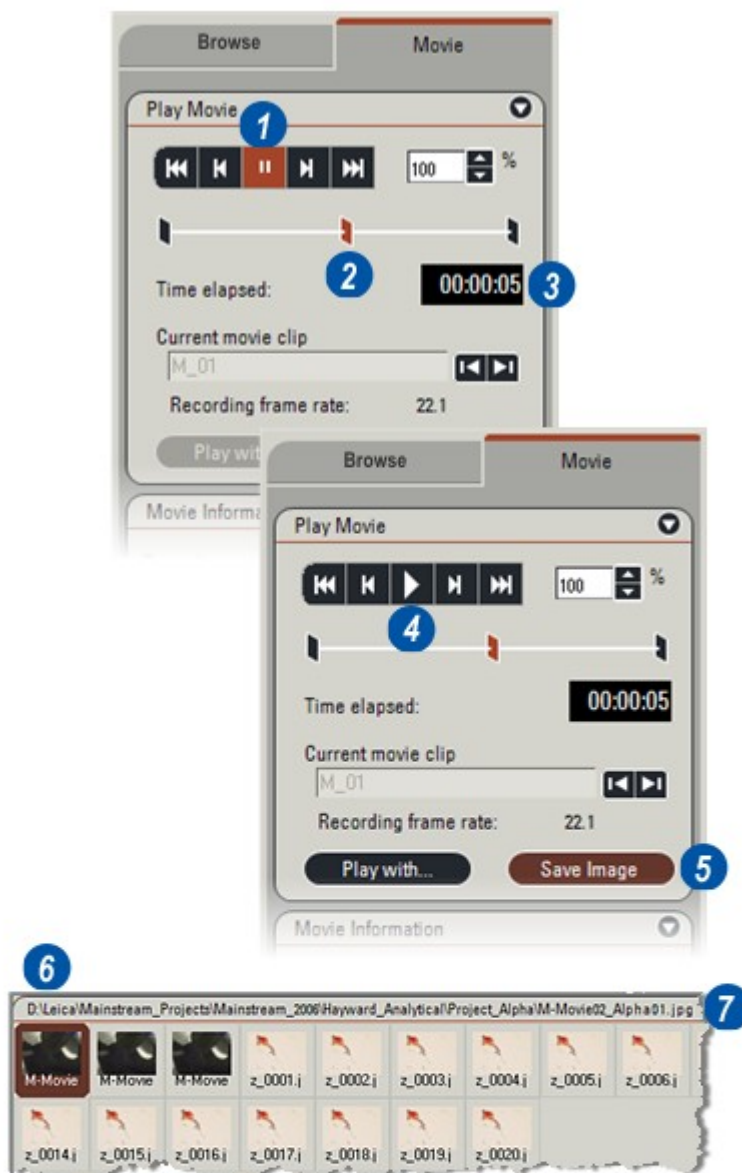 Browse Movie
Play Movie
1
100 %
2
Time elapsed: 00:00:05 3
Current movie clip
M_01
Recording frame rate: 22.1
Play wit
Movie Informa
Browse Movie
Play Movie
100 %
4
Time elapsed: 00:00:05
Current movie clip
M_01
Recording frame rate: 22.1
Play with... Save Image 5
Movie Information
6
D:\Leica\Mainstream_Projects\Mainstream_2006\Hayward_Analytical\Project_Alpha\M-Movie02_Alpha01.jpg 7
M-Movie M-Movie M-Movie z_0001.j z_0002.j z_0003.j z_0004.j z_0005.j z_0006.j
z_0014.j z_0015.j z_0016.j z_0017.j z_0018.j z_0019.j z_0020.j